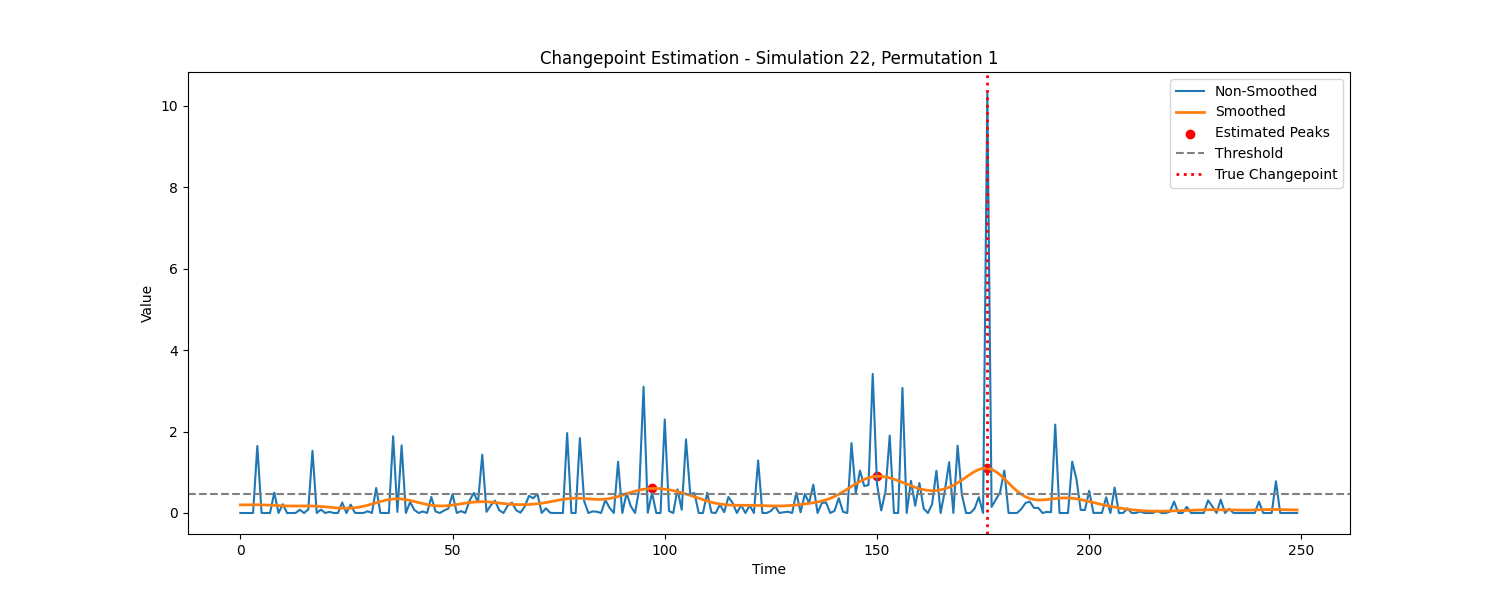 Changepoint Estimation - Simulation 22, Permutation 1
Non-Smoothed
Smoothed
Estimated Peaks
Threshold
True Changepoint
10
8
6
4
2
0
Value
0 50 100 150 200 250
Time